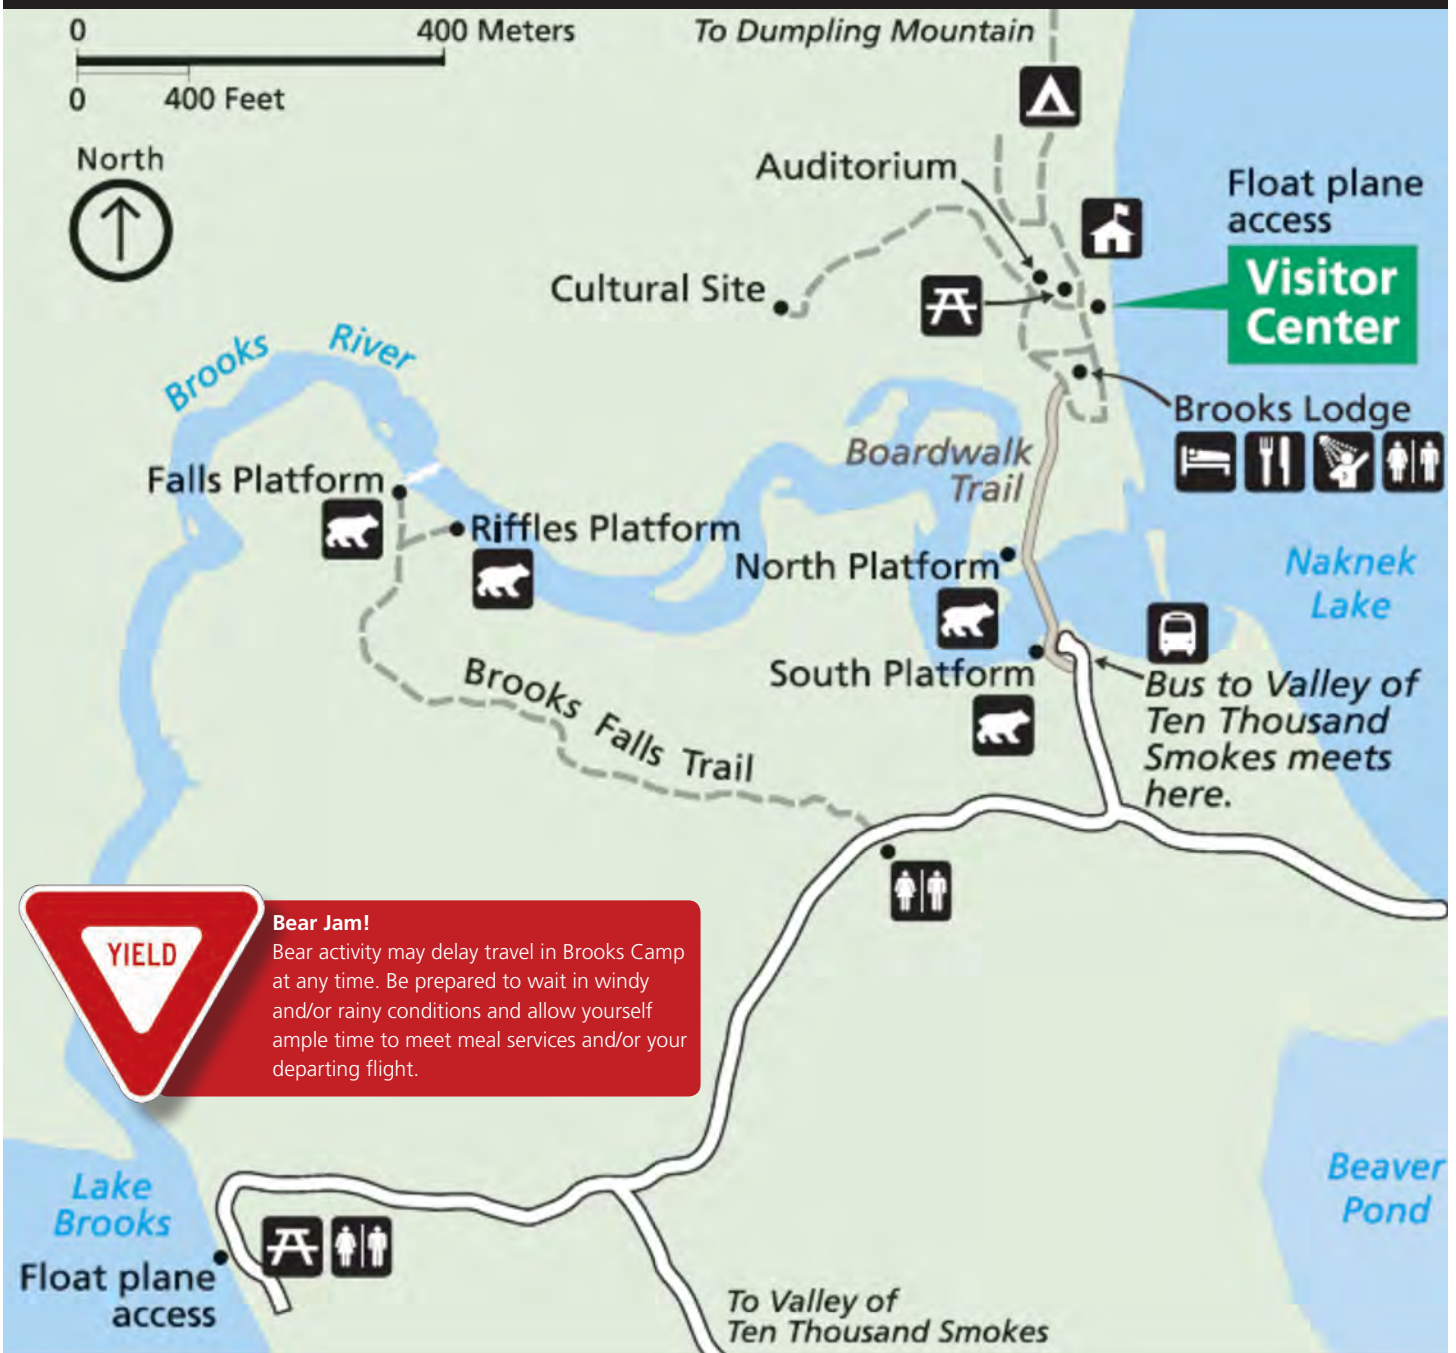 0
400 Meters
0
400 Feet
To Dumpling Mountain
North
Auditorium
Float plane
access
Visitor
Center
Cultural Site
Brooks River
Brooks Lodge
Boardwalk
Trail
Falls Platform
Riffles Platform
North Platform
Naknek
Lake
South Platform
Brooks Falls Trail
Bus to Valley of
Ten Thousand
Smokes meets
here.
YIELD
Bear Jam!
Bear activity may delay travel in Brooks Camp
at any time. Be prepared to wait in windy
and/or rainy conditions and allow yourself
ample time to meet meal services and/or your
departing flight.
Lake
Brooks
Beaver
Pond
Float plane
access
To Valley of
Ten Thousand Smokes